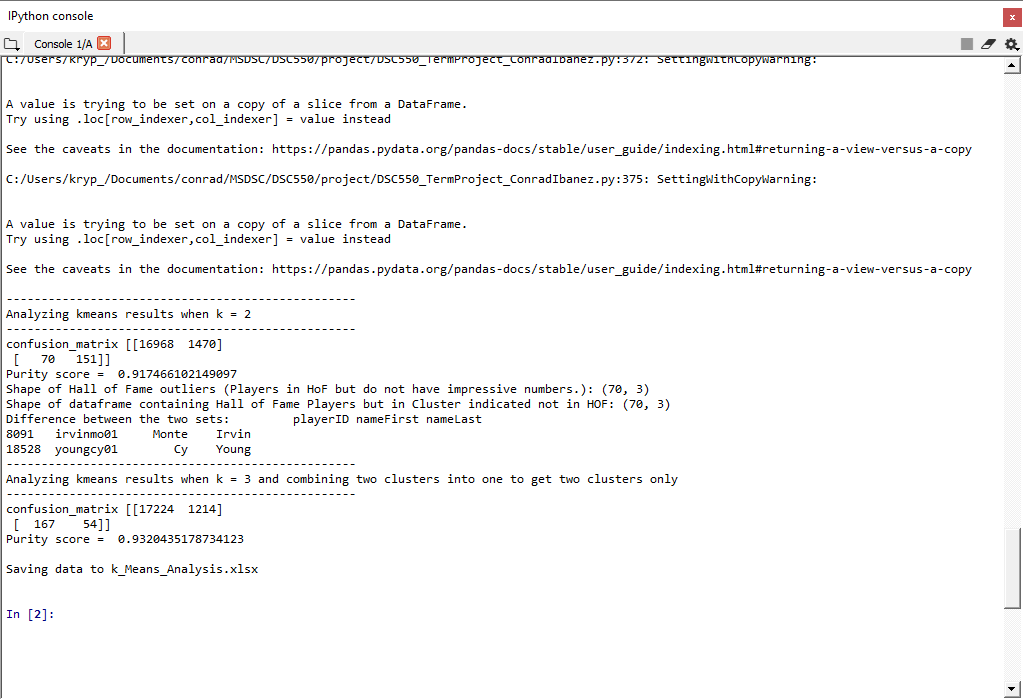 IPython console
x
Console 1/A
C:/Users/kryp_/Documents/conrad/MSDSC/DSC550/project/DSC550_TermProject_ConradIbanez.py:372: SettingWithCopyWarning:
A value is trying to be set on a copy of a slice from a DataFrame.
Try using .loc[row_indexer,col_indexer] = value instead
See the caveats in the documentation: https://pandas.pydata.org/pandas-docs/stable/user_guide/indexing.html#returning-a-view-versus-a-copy
C:/Users/kryp_/Documents/conrad/MSDSC/DSC550/project/DSC550_TermProject_ConradIbanez.py:375: SettingWithCopyWarning:
A value is trying to be set on a copy of a slice from a DataFrame.
Try using .loc[row_indexer,col_indexer] = value instead
See the caveats in the documentation: https://pandas.pydata.org/pandas-docs/stable/user_guide/indexing.html#returning-a-view-versus-a-copy
--------------------------------------------------
Analyzing kmeans results when k = 2
--------------------------------------------------
confusion_matrix [[16968  1470]
 [   70   151]]
Purity score =  0.917466102149097
Shape of Hall of Fame outliers (Players in HoF but do not have impressive numbers.): (70, 3)
Shape of dataframe containing Hall of Fame Players but in Cluster indicated not in HOF: (70, 3)
Difference between the two sets:         playerID nameFirst nameLast
8091   irvinmo01     Monte    Irvin
18528  youngcy01        Cy    Young
--------------------------------------------------
Analyzing kmeans results when k = 3 and combining two clusters into one to get two clusters only
--------------------------------------------------
confusion_matrix [[17224  1214]
 [  167    54]]
Purity score =  0.9320435178734123
Saving data to k_Means_Analysis.xlsx
In [2]: